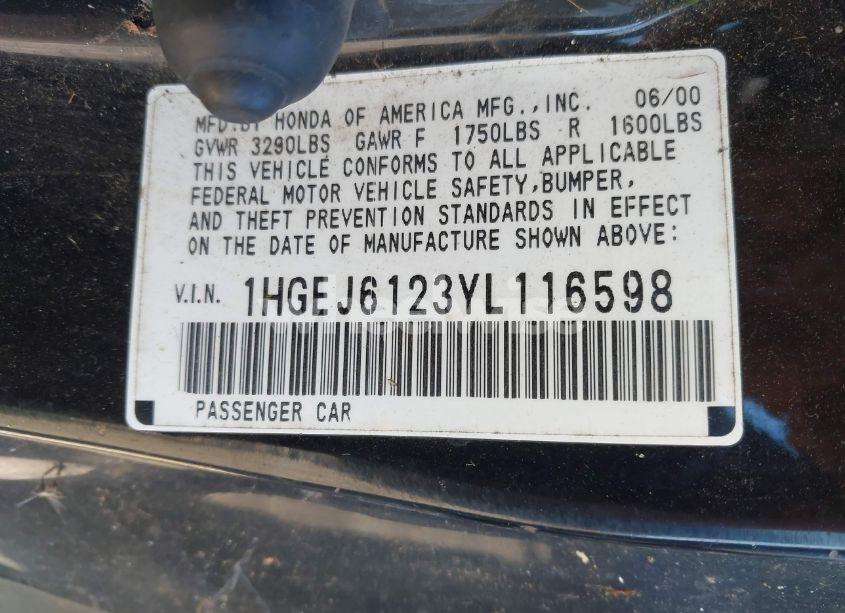 MFD. BY HONDA OF AMERICA MFG.,INC. 06/00
GVWR 3290LBS GAWR F 1750LBS R 1600LBS
THIS VEHICLE CONFORMS TO ALL APPLICABLE
FEDERAL MOTOR VEHICLE SAFETY,BUMPER,
AND THEFT PREVENTION STANDARDS IN EFFECT
ON THE DATE OF MANUFACTURE SHOWN ABOVE:
V.I.N. 1HGEJ6123YL116598
PASSENGER CAR